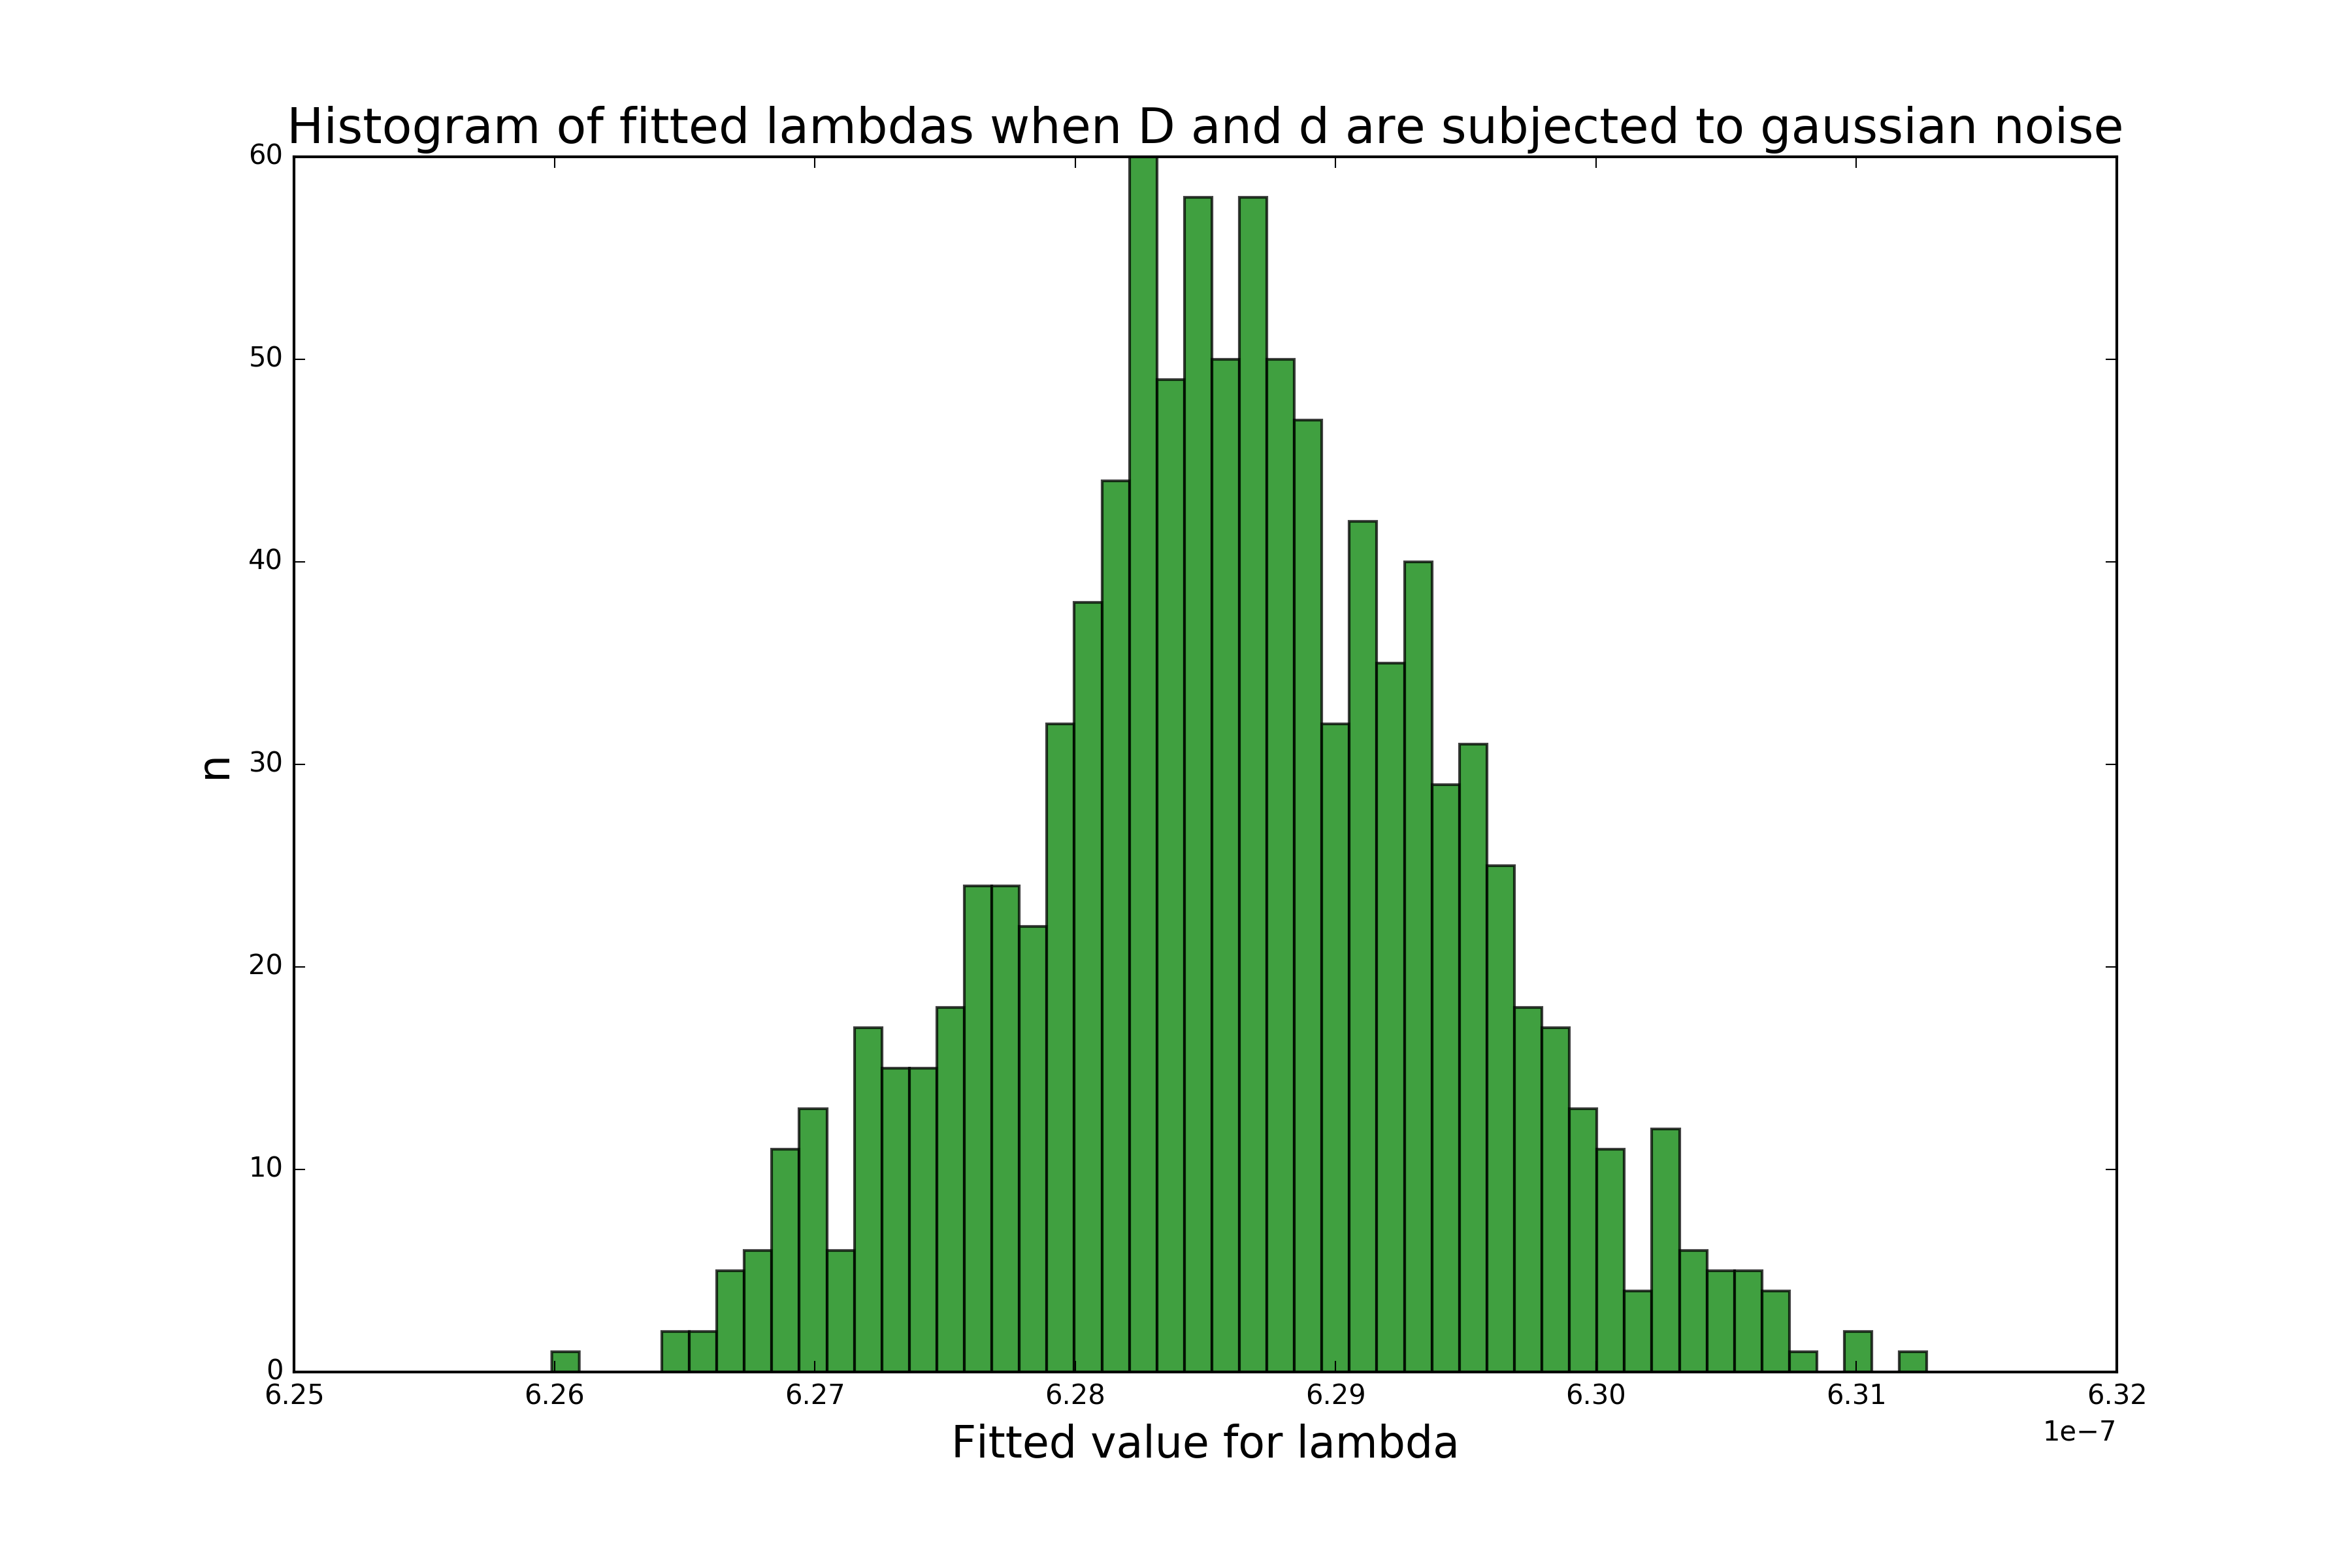 Histogram of fitted lambdas when D and d are subjected to gaussian noise
60
50
40
30
20
10
0
n
6.25 6.26 6.27 6.28 6.29 6.30 6.31 6.32
1e−7
Fitted value for lambda